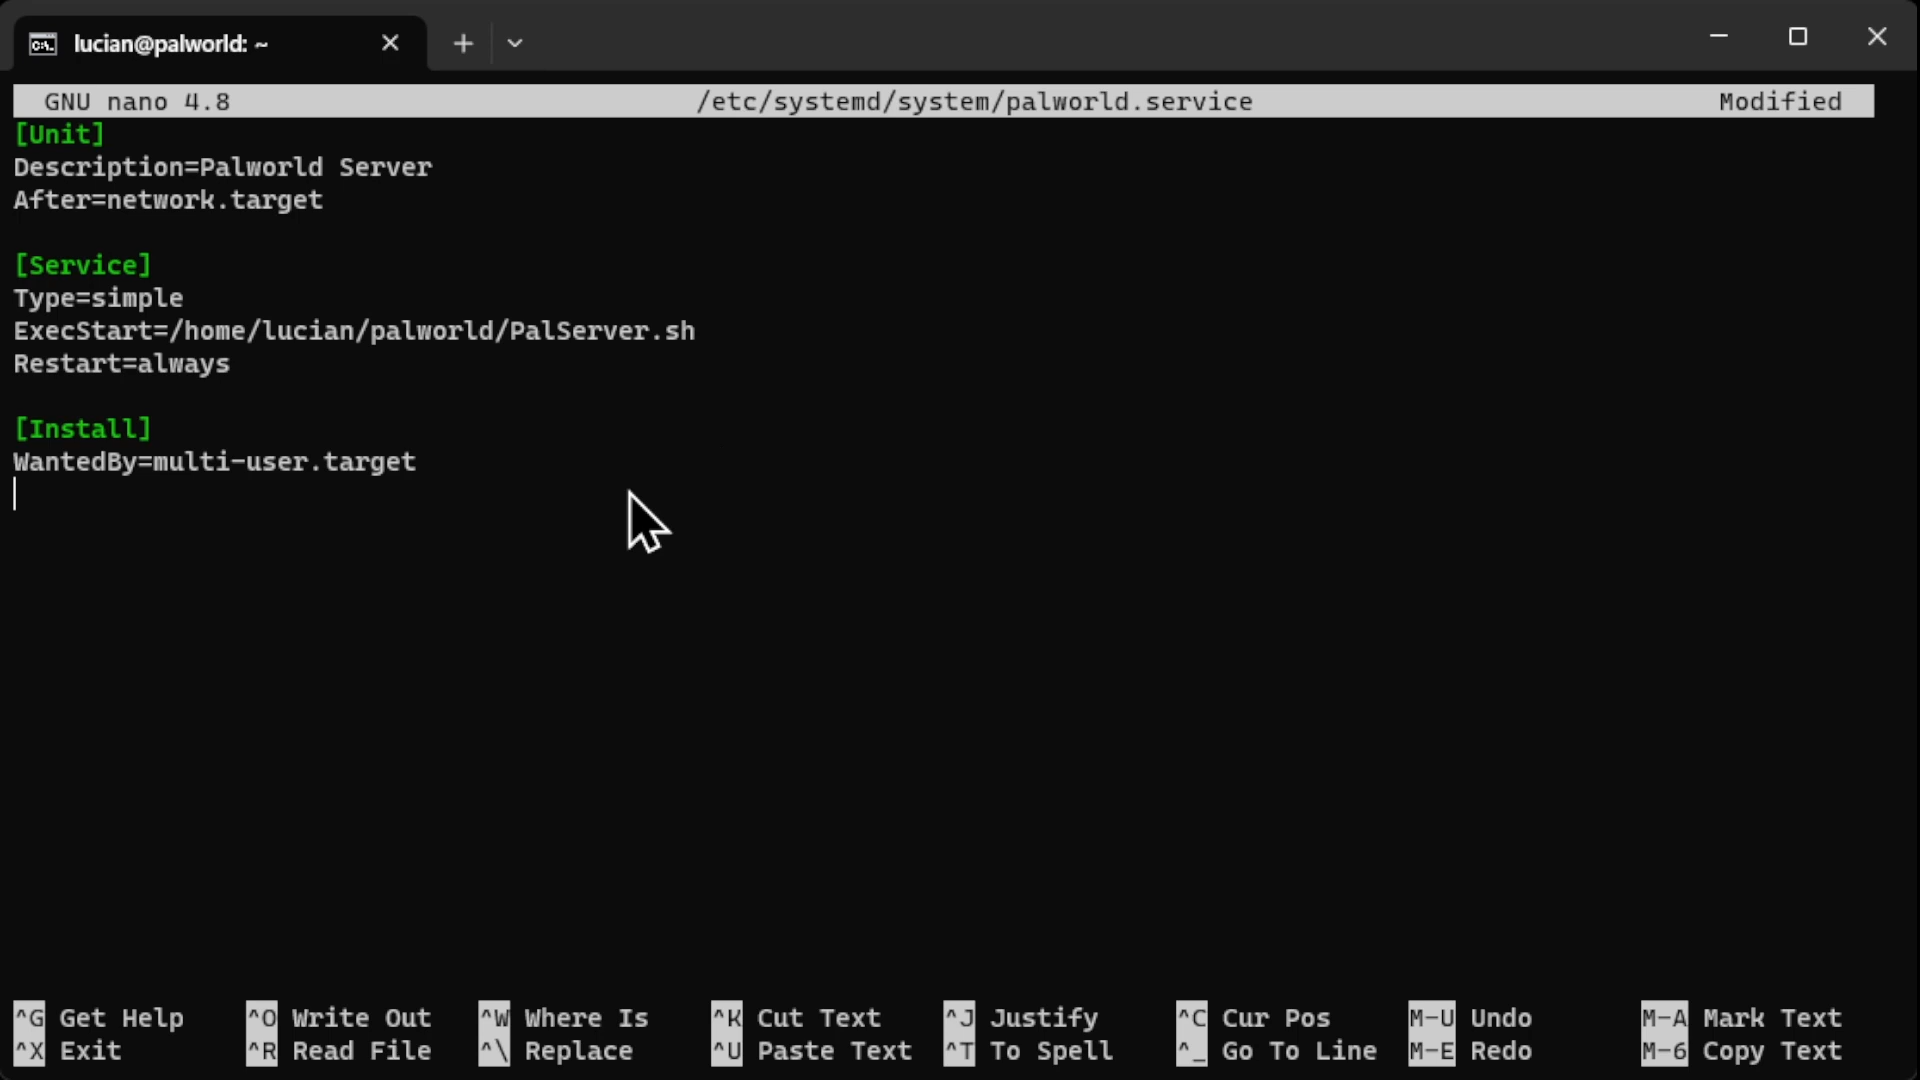 lucian@palworld: ~
GNU nano 4.8 /etc/systemd/system/palworld.service Modified
[Unit]
Description=Palworld Server
After=network.target
[Service]
Type=simple
ExecStart=/home/lucian/palworld/PalServer.sh
Restart=always
[Install]
WantedBy=multi-user.target
^G Get Help ^O Write Out ^W Where Is ^K Cut Text ^J Justify ^C Cur Pos M-U Undo M-A Mark Text
^X Exit ^R Read File ^\ Replace ^U Paste Text ^T To Spell ^_ Go To Line M-E Redo M-6 Copy Text